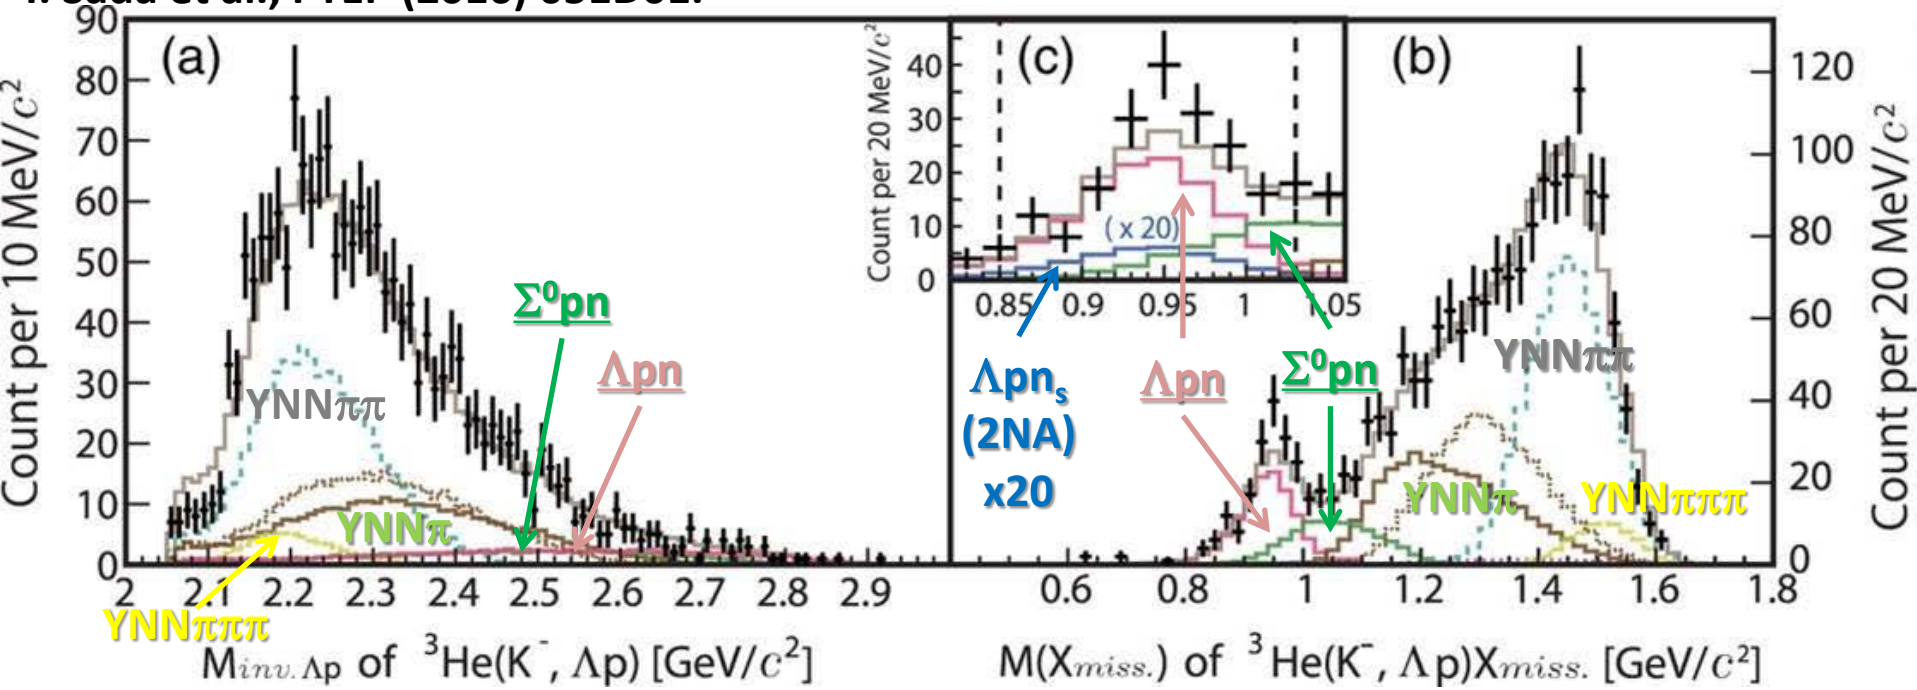 90
80
70
60
50
40
30
20
10
0
Count per 10 MeV/c²
(a)
YNNππ
YNNπ
YNNπππ
Σ⁰pn
Λpn
2 2.1 2.2 2.3 2.4 2.5 2.6 2.7 2.8 2.9
M inv. Λp of ³He(K⁻, Λp) [GeV/c²]
(c)
Count per 20 MeV/c²
40
30
20
10
0
(x 20)
0.85 0.9 0.95 1 1.05
Λpnₛ
(2NA)
x20
Λpn
Σ⁰pn
(b)
YNNππ
YNNπ
YNNπππ
120
100
80
60
40
20
0
Count per 20 MeV/c²
0.6 0.8 1 1.2 1.4 1.6 1.8
M(Xmiss.) of ³He(K⁻, Λp)Xmiss. [GeV/c²]